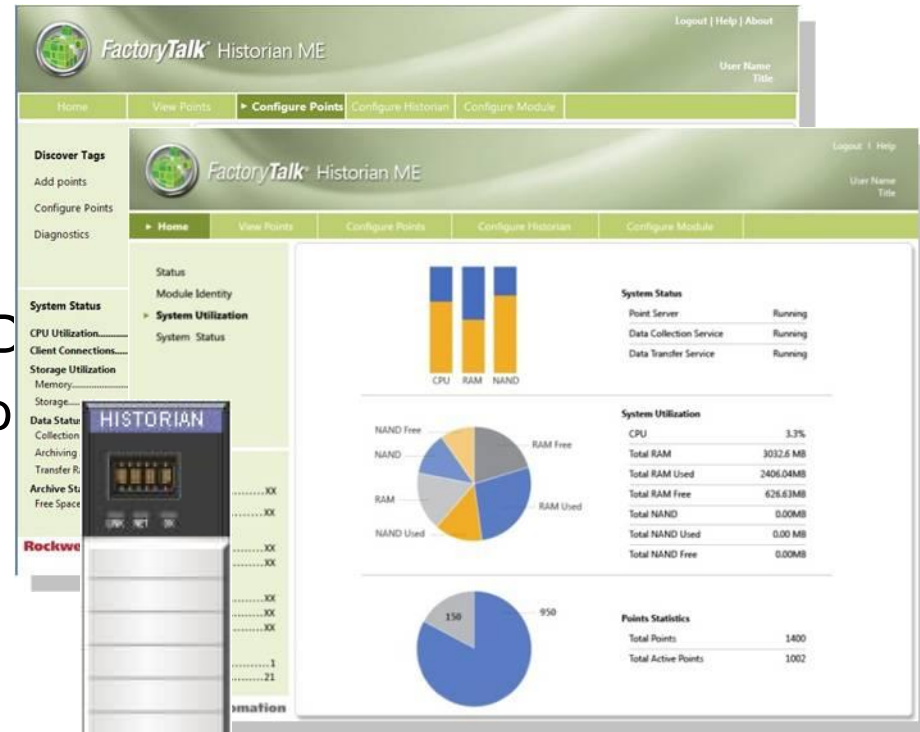 Logout | Help | About
FactoryTalk® Historian ME
User Name
Title
Home View Points ► Configure Points Configure Historian Configure Module
Discover Tags
Add points
Configure Points
Diagnostics
System Status
CPU Utilization
Client Connections
Storage Utilization
Memory
Storage
Data Statu
Collection
Archiving
Transfer R
Archive St
Free Space
Rockwe
C
HISTORIAN
LINK NET OK
Logout | Help
FactoryTalk® Historian ME
User Name
Title
► Home View Points Configure Points Configure Historian Configure Module
Status
Module Identity
► System Utilization
System Status
XX
XX
XX
XX
XX
XX
XX
1
21
omation
CPU RAM NAND
System Status
Point Server Running
Data Collection Service Running
Data Transfer Service Running
NAND Free
NAND
RAM
NAND Used
RAM Free
RAM Used
System Utilization
CPU 3.3%
Total RAM 3032.6 MB
Total RAM Used 2406.04MB
Total RAM Free 626.63MB
Total NAND 0.00MB
Total NAND Used 0.00 MB
Total NAND Free 0.00MB
150
950
Points Statistics
Total Points 1400
Total Active Points 1002